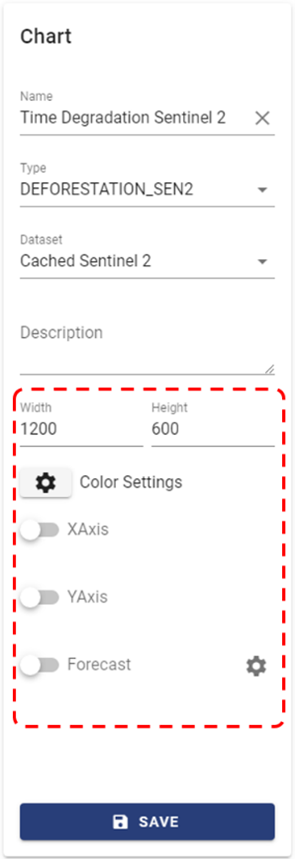 Chart
Name
Time Degradation Sentinel 2
Type
DEFORESTATION_SEN2
Dataset
Cached Sentinel 2
Description
Width Height
1200 600
Color Settings
XAxis
YAxis
Forecast
SAVE